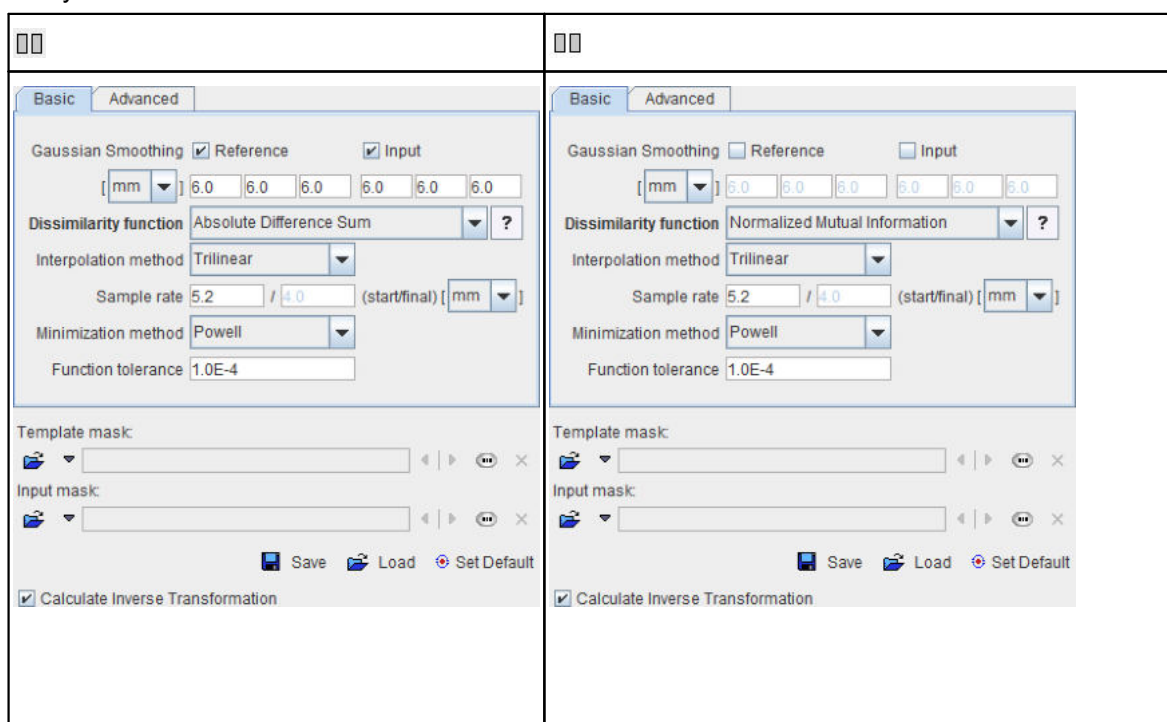 Basic Advanced
Gaussian Smoothing Reference Input
[ mm ] 6.0 6.0 6.0 6.0 6.0 6.0
Dissimilarity function Absolute Difference Sum ?
Interpolation method Trilinear
Sample rate 5.2 / 4.0 (start/final) [ mm ]
Minimization method Powell
Function tolerance 1.0E-4
Template mask:
Input mask:
Save Load Set Default
Calculate Inverse Transformation
Basic Advanced
Gaussian Smoothing Reference Input
[ mm ] 6.0 6.0 6.0 6.0 6.0 6.0
Dissimilarity function Normalized Mutual Information ?
Interpolation method Trilinear
Sample rate 5.2 / 4.0 (start/final) [ mm ]
Minimization method Powell
Function tolerance 1.0E-4
Template mask:
Input mask:
Save Load Set Default
Calculate Inverse Transformation